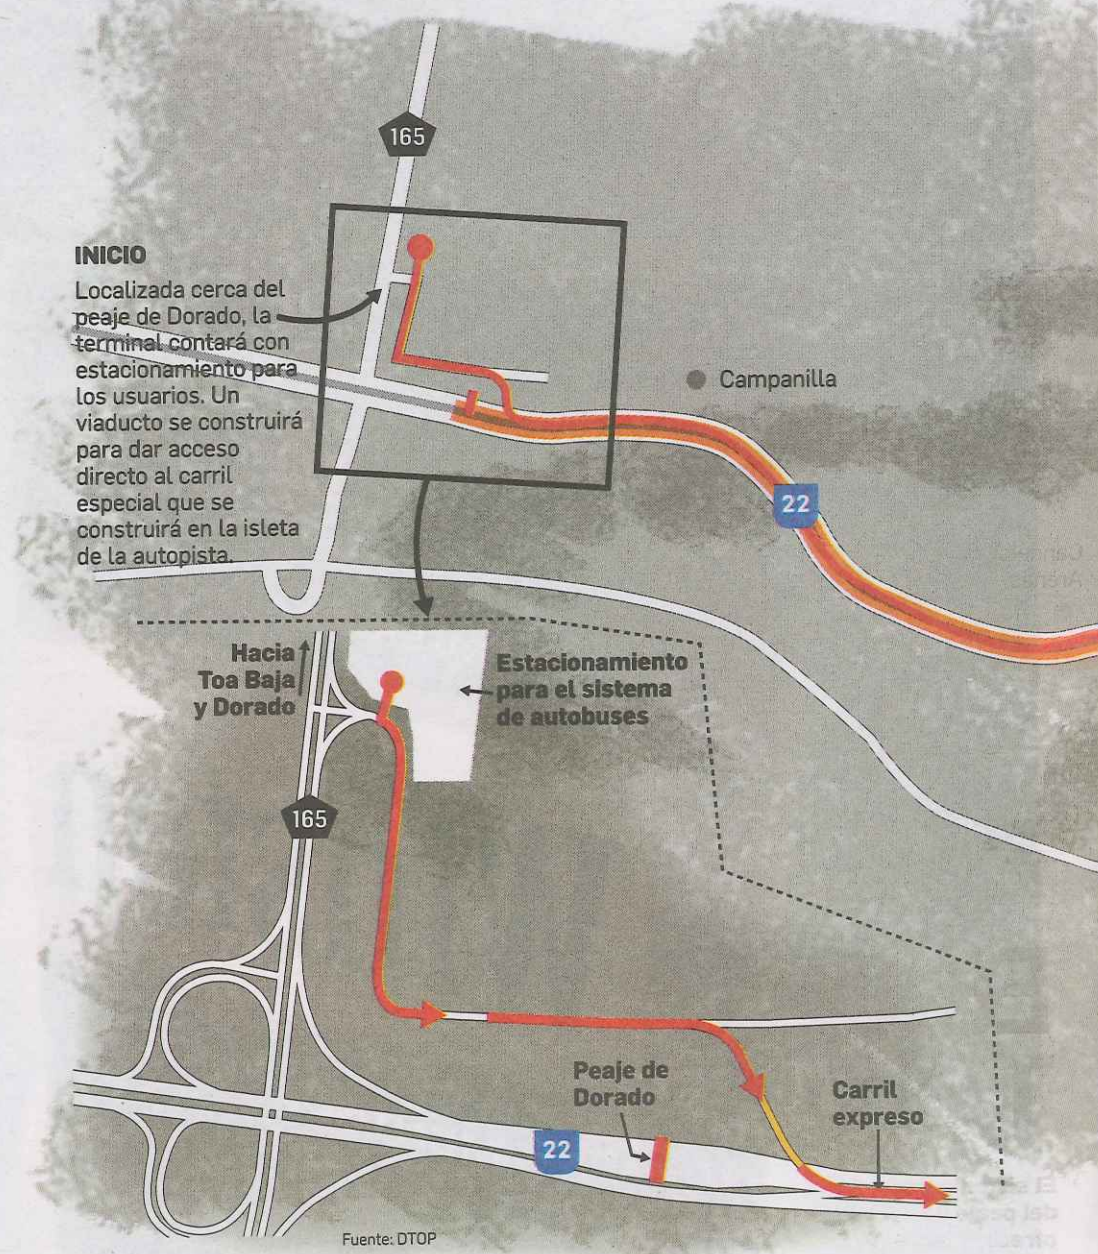 165
INICIO
Localizada cerca del
peaje de Dorado, la
terminal contará con
estacionamiento para
los usuarios. Un
viaducto se construirá
para dar acceso
directo al carril
especial que se
construirá en la isleta
de la autopista.
Campanilla
22
Hacia
Toa Baja
y Dorado
Estacionamiento
para el sistema
de autobuses
165
Peaje de
Dorado
Carril
expreso
22
Fuente: DTOP